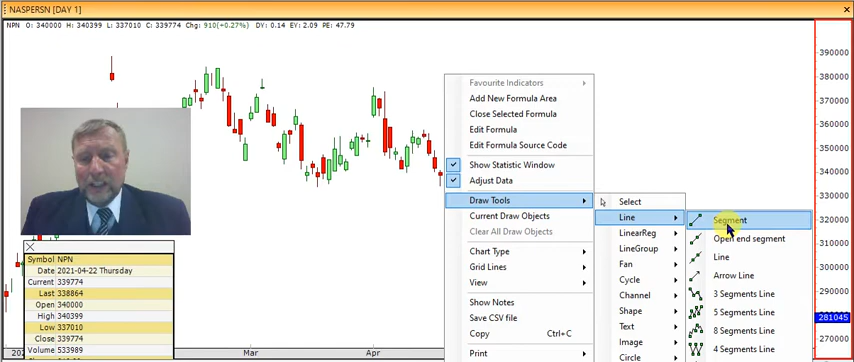 NASPERSN [DAY 1]
NPN O: 340000 H: 340399 L: 337010 C: 339774 Chg: 910(+0.27%) DY: 0.14 EY: 2.09 PE: 47.79
390000
380000
370000
360000
350000
340000
330000
320000
310000
300000
290000
281045
270000
Mar
Apr
Symbol NPN
Date 2021-04-22 Thursday
Current 339774
Last 338864
Open 340000
High 340399
Low 337010
Close 339774
Volume 533989
Favourite Indicators
Add New Formula Area
Close Selected Formula
Edit Formula
Edit Formula Source Code
Show Statistic Window
Adjust Data
Draw Tools
Current Draw Objects
Clear All Draw Objects
Chart Type
Grid Lines
View
Show Notes
Save CSV file
Copy Ctrl+C
Print
Select
Line
LinearReg
LineGroup
Fan
Cycle
Channel
Shape
Text
Image
Circle
Segment
Open end segment
Line
Arrow Line
3 Segments Line
5 Segments Line
8 Segments Line
4 Segments Line